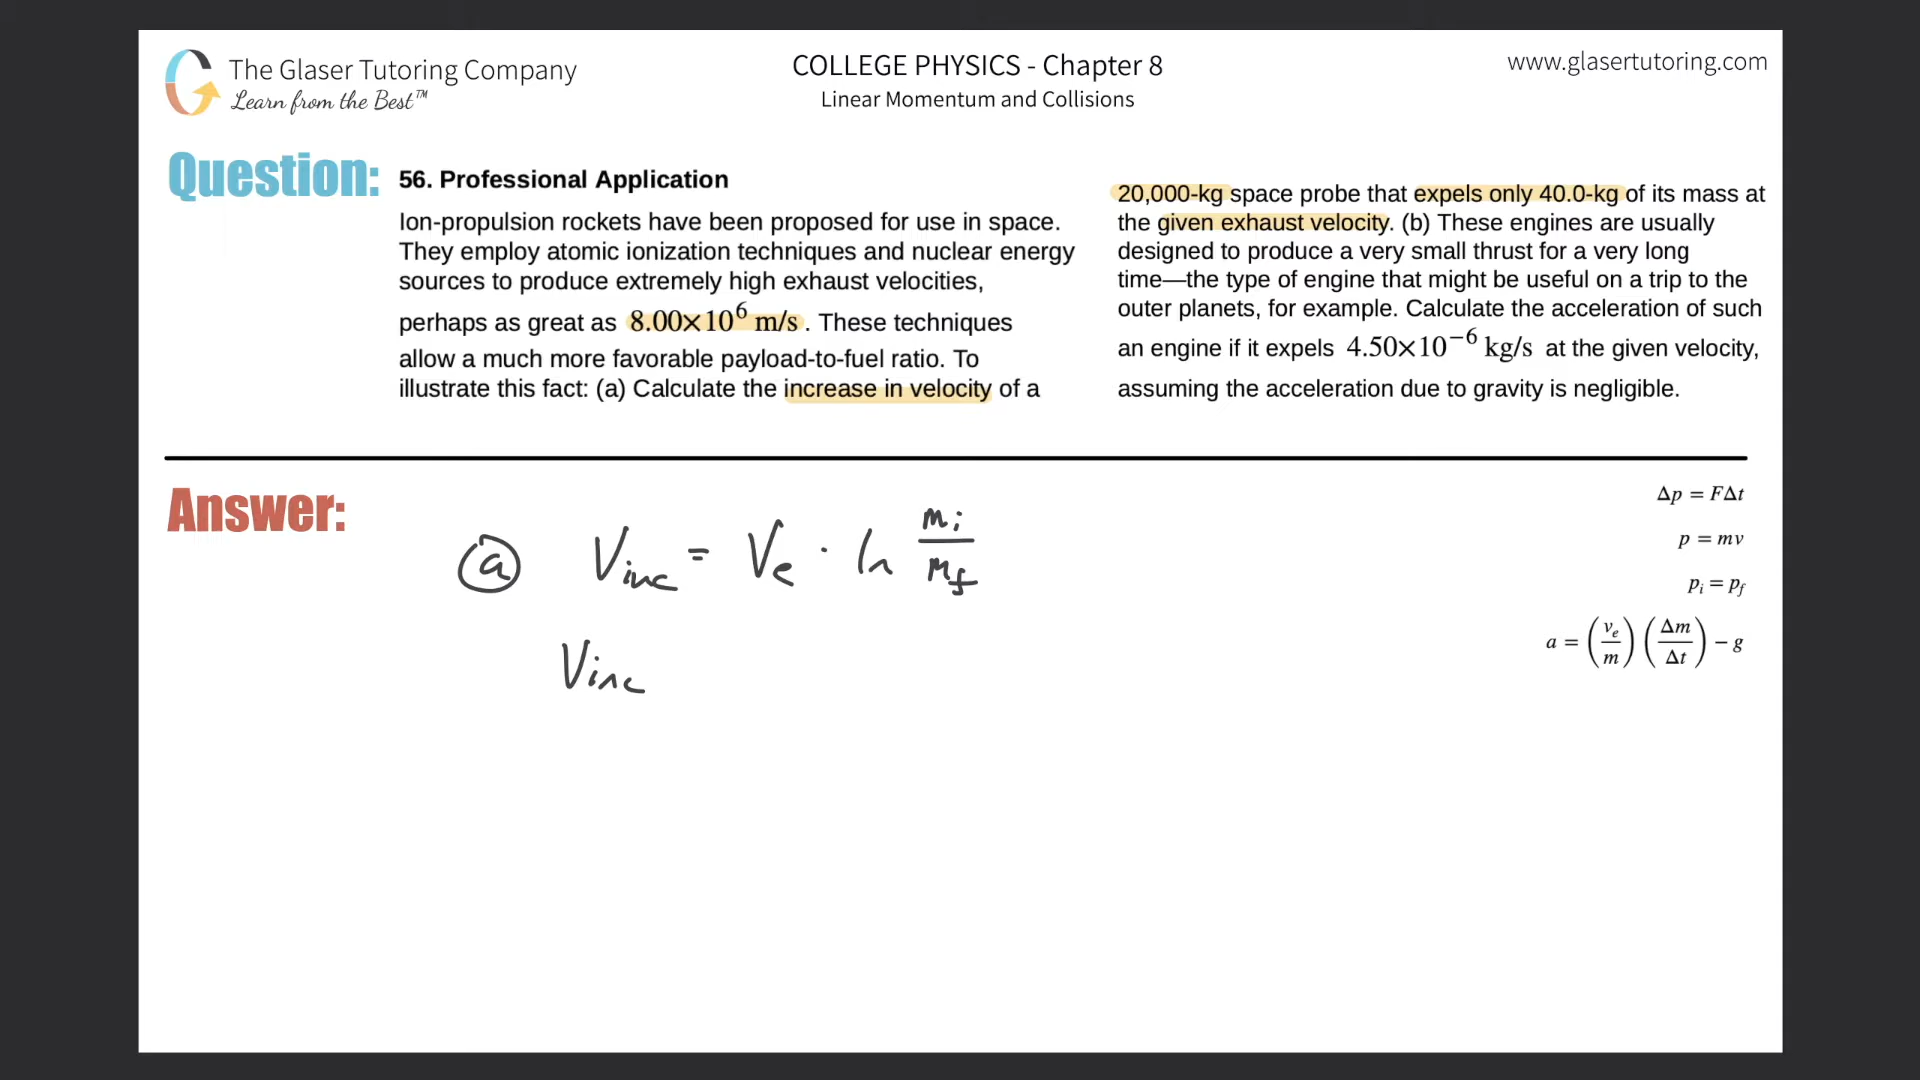 The Glaser Tutoring Company
Learn from the Best™
COLLEGE PHYSICS - Chapter 8
Linear Momentum and Collisions
www.glasertutoring.com
Question:
56. Professional Application
Ion-propulsion rockets have been proposed for use in space.
They employ atomic ionization techniques and nuclear energy
sources to produce extremely high exhaust velocities,
perhaps as great as 8.00×10⁶ m/s . These techniques
allow a much more favorable payload-to-fuel ratio. To
illustrate this fact: (a) Calculate the increase in velocity of a
20,000-kg space probe that expels only 40.0-kg of its mass at
the given exhaust velocity. (b) These engines are usually
designed to produce a very small thrust for a very long
time—the type of engine that might be useful on a trip to the
outer planets, for example. Calculate the acceleration of such
an engine if it expels 4.50×10⁻⁶ kg/s at the given velocity,
assuming the acceleration due to gravity is negligible.
Answer:
ⓐ V_inc = V_e · ln m_i/m_f
V_inc
Δp = FΔt
p = mv
p_i = p_f
a = (v_e/m) (Δm/Δt) − g